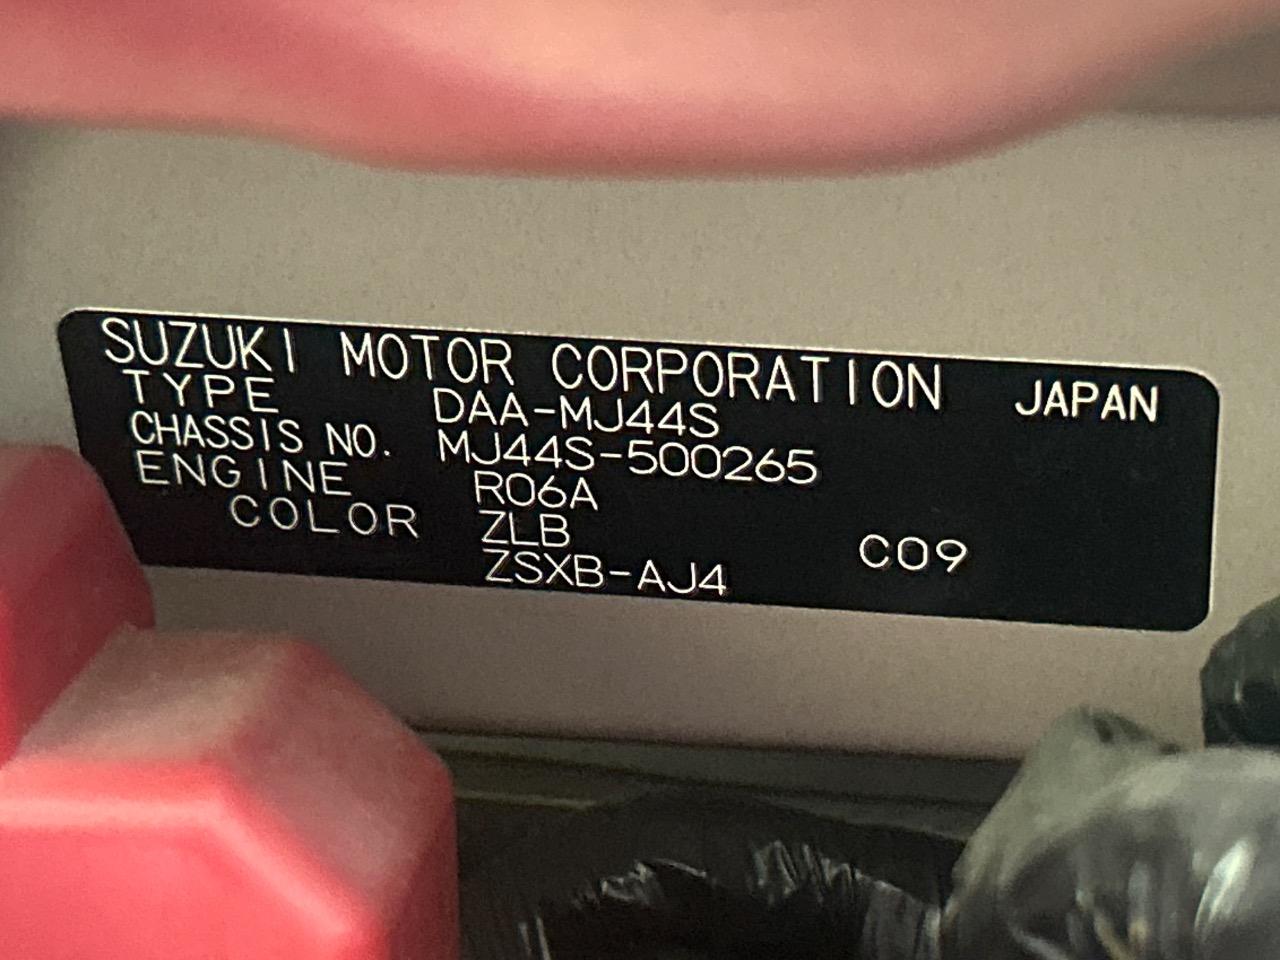 SUZUKI MOTOR CORPORATION JAPAN
TYPE DAA-MJ44S
CHASSIS NO. MJ44S-500265
ENGINE R06A
COLOR ZLB C09
ZSXB-AJ4